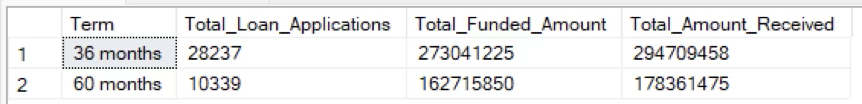 Term Total_Loan_Applications Total_Funded_Amount Total_Amount_Received
1 36 months 28237 273041225 294709458
2 60 months 10339 162715850 178361475